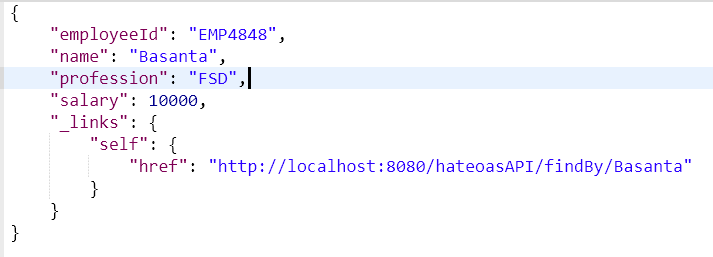 {
"employeeId": "EMP4848",
"name": "Basanta",
"profession": "FSD",
"salary": 10000,
"_links": {
"self": {
"href": "http://localhost:8080/hateoasAPI/findBy/Basanta"
}
}
}